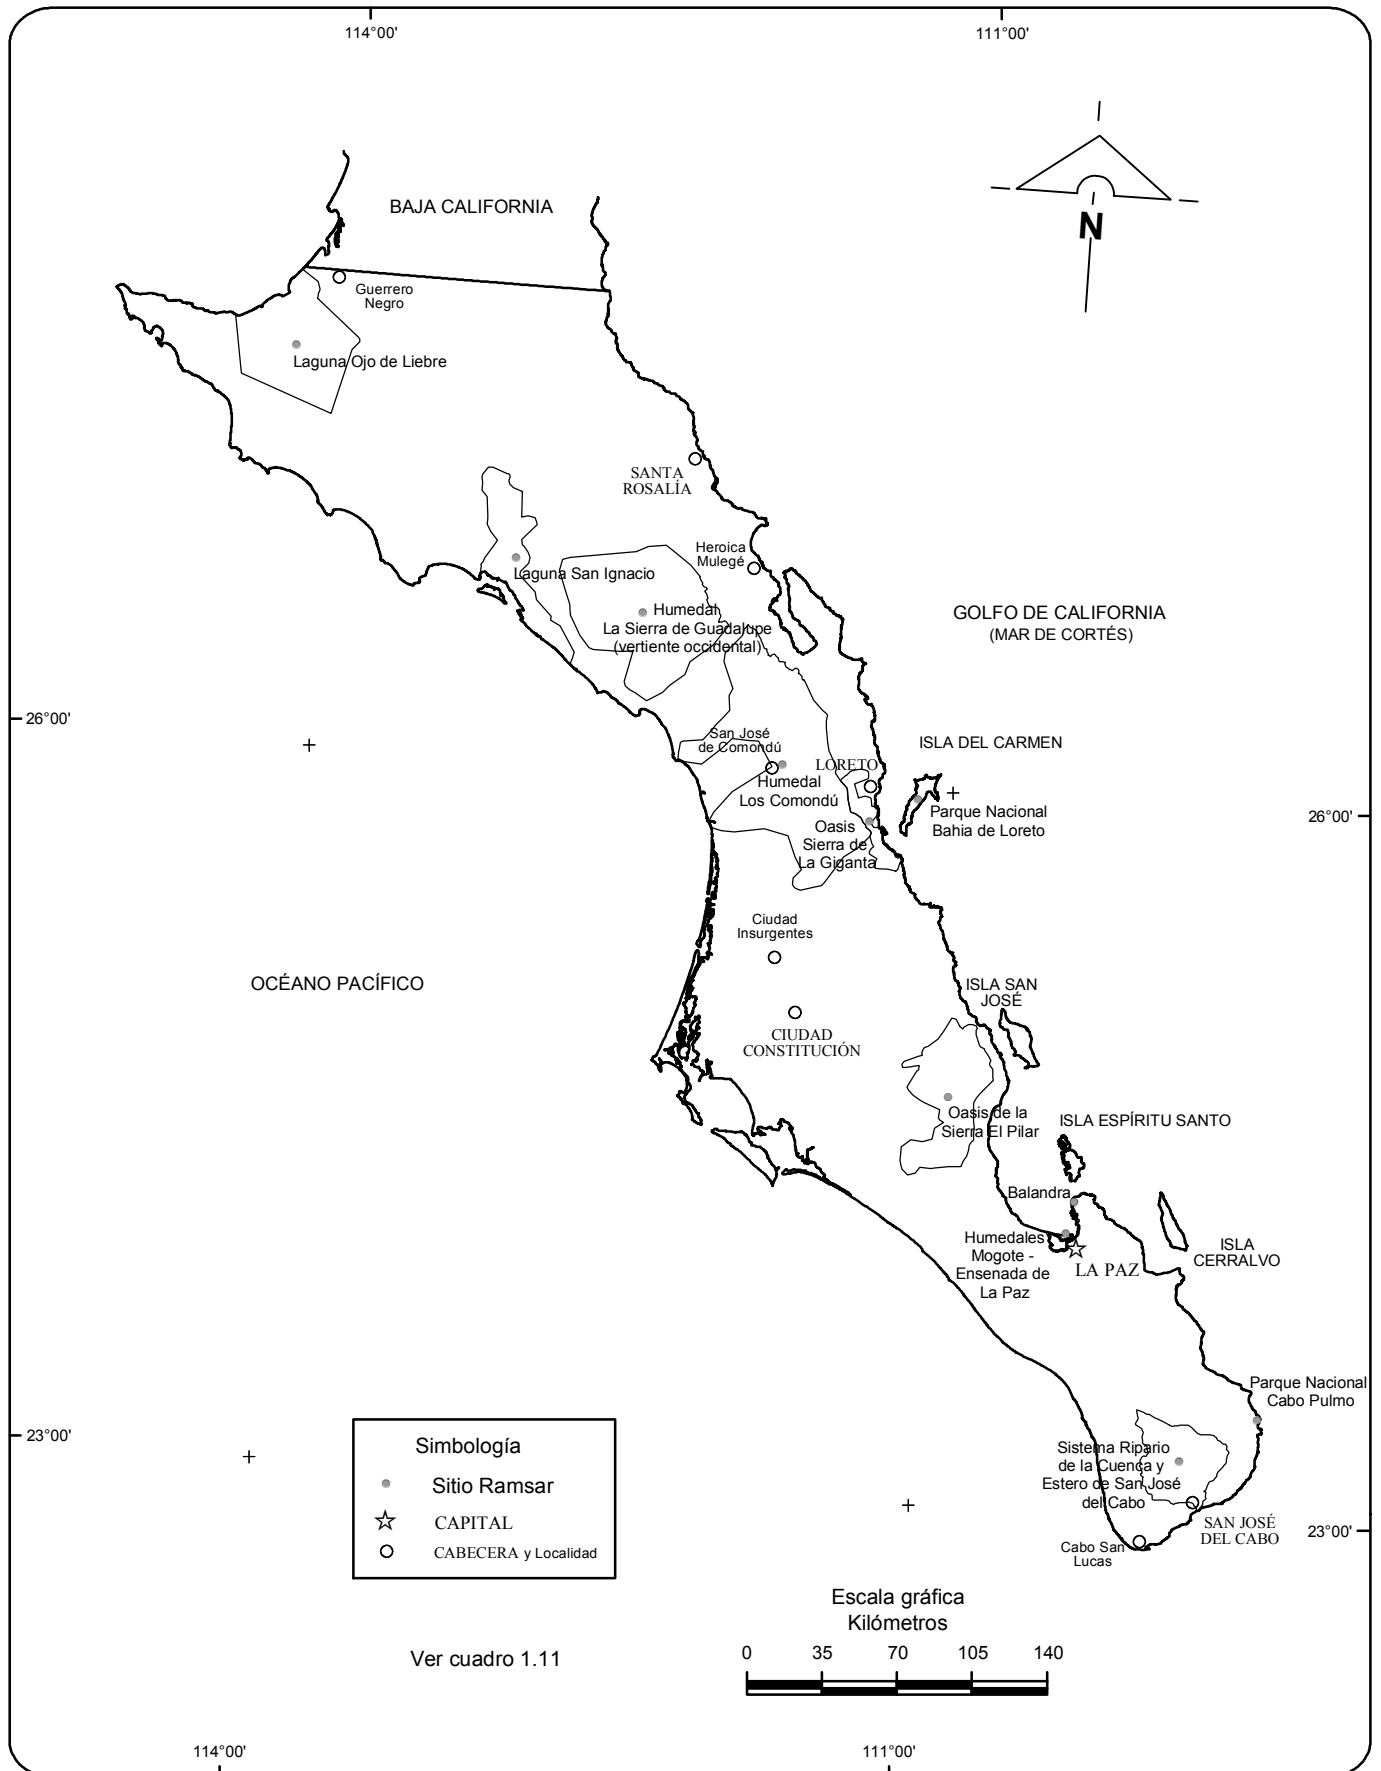 114°00'
111°00'
BAJA CALIFORNIA
N
Guerrero
Negro
Laguna Ojo de Liebre
SANTA
ROSALÍA
Heroica
Mulegé
Laguna San Ignacio
Humedal
La Sierra de Guadalupe
(vertiente occidental)
GOLFO DE CALIFORNIA
(MAR DE CORTÉS)
26°00'
San José
de Comondú
LORETO
ISLA DEL CARMEN
Humedal
Los Comondú
Parque Nacional
Bahia de Loreto
26°00'
Oasis
Sierra de
La Giganta
Ciudad
Insurgentes
OCÉANO PACÍFICO
ISLA SAN
JOSÉ
CIUDAD
CONSTITUCIÓN
Oasis de la
Sierra El Pilar
ISLA ESPÍRITU SANTO
Balandra
Humedales
Mogote -
Ensenada de
La Paz
LA PAZ
ISLA
CERRALVO
Parque Nacional
Cabo Pulmo
23°00'
Sistema Ripario
de la Cuenca y
Estero de San José
del Cabo
SAN JOSÉ
DEL CABO
23°00'
Cabo San
Lucas
Simbología
Sitio Ramsar
CAPITAL
CABECERA y Localidad
Escala gráfica
Kilómetros
0 35 70 105 140
Ver cuadro 1.11
114°00'
111°00'